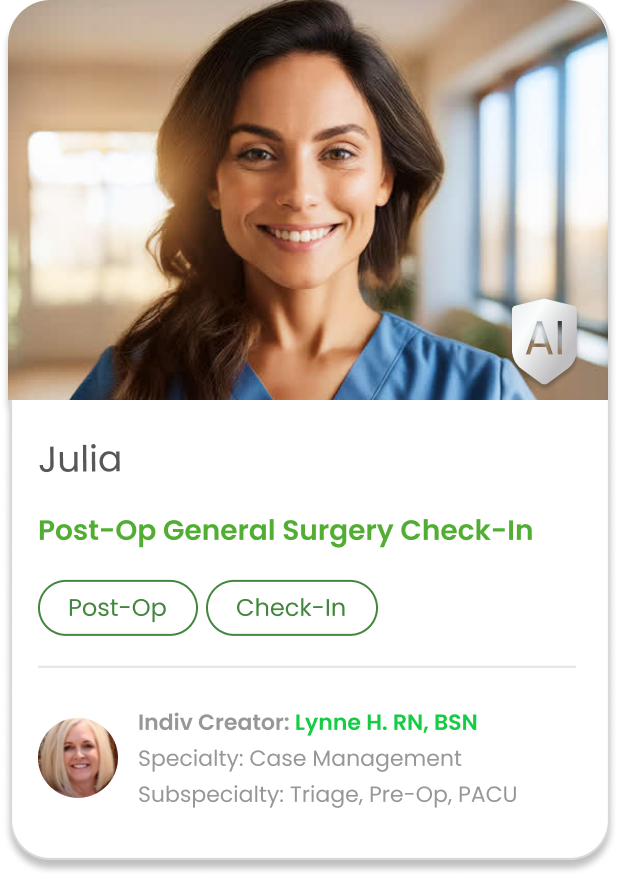 AI
Julia
Post-Op General Surgery Check-In
Post-Op Check-In
Indiv Creator: Lynne H. RN, BSN
Specialty: Case Management
Subspecialty: Triage, Pre-Op, PACU